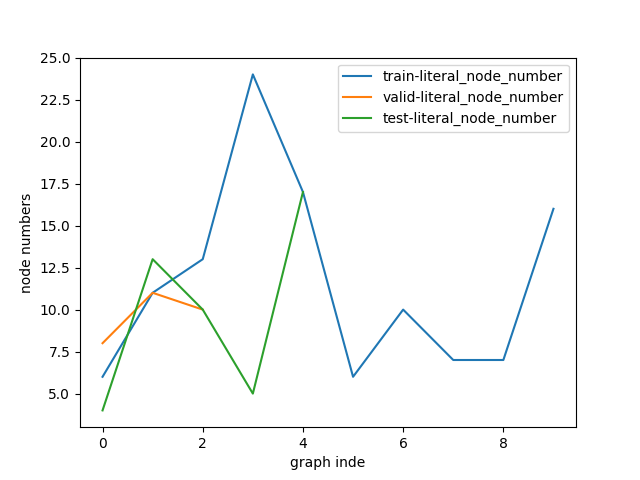 25.0
22.5
20.0
17.5
15.0
12.5
10.0
7.5
5.0
node numbers
train-literal_node_number
valid-literal_node_number
test-literal_node_number
0 2 4 6 8
graph inde